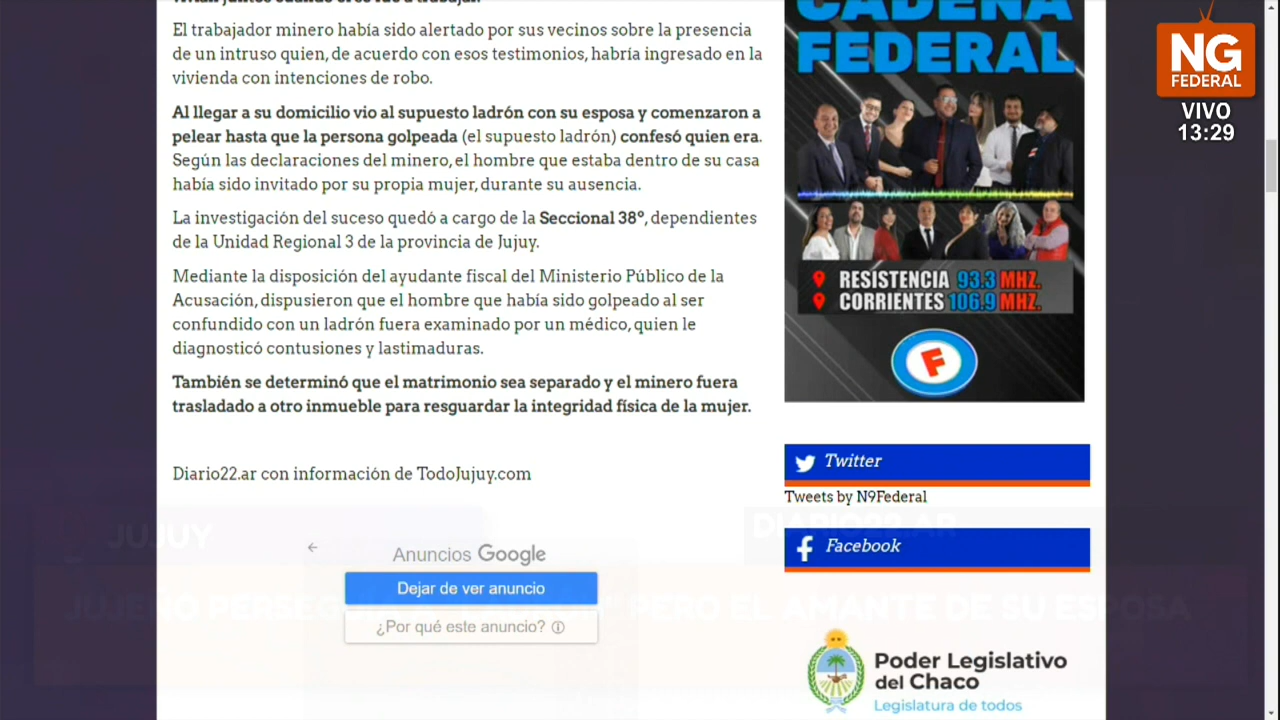 El trabajador minero había sido alertado por sus vecinos sobre la presencia
de un intruso quien, de acuerdo con esos testimonios, habría ingresado en la
vivienda con intenciones de robo.
Al llegar a su domicilio vio al supuesto ladrón con su esposa y comenzaron a
pelear hasta que la persona golpeada (el supuesto ladrón) confesó quien era.
Según las declaraciones del minero, el hombre que estaba dentro de su casa
había sido invitado por su propia mujer, durante su ausencia.
La investigación del suceso quedó a cargo de la Seccional 38º, dependientes
de la Unidad Regional 3 de la provincia de Jujuy.
Mediante la disposición del ayudante fiscal del Ministerio Público de la
Acusación, dispusieron que el hombre que había sido golpeado al ser
confundido con un ladrón fuera examinado por un médico, quien le
diagnosticó contusiones y lastimaduras.
También se determinó que el matrimonio sea separado y el minero fuera
trasladado a otro inmueble para resguardar la integridad física de la mujer.
Diario22.ar con información de TodoJujuy.com
JUJUY
DIARIO22.AR
PERO EL AMANTE DE SU ESPOSA
Anuncios Google
Dejar de ver anuncio
¿Por qué este anuncio?
CADENA
FEDERAL
RESISTENCIA 93.3 MHZ.
CORRIENTES 106.9 MHZ.
F
Twitter
Tweets by N9Federal
Facebook
Poder Legislativo
del Chaco
Legislatura de todos
NG
FEDERAL
VIVO
13:29